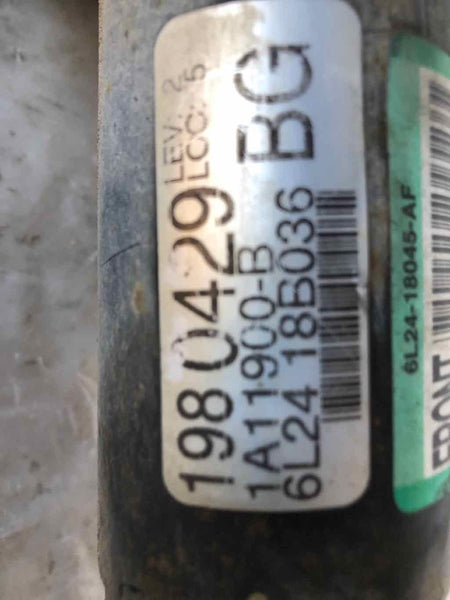 LEV: 2
LOC: 5
198 0429
BG
1A11900-B
6L24 18B036
6L24-18045-AF
FRONT